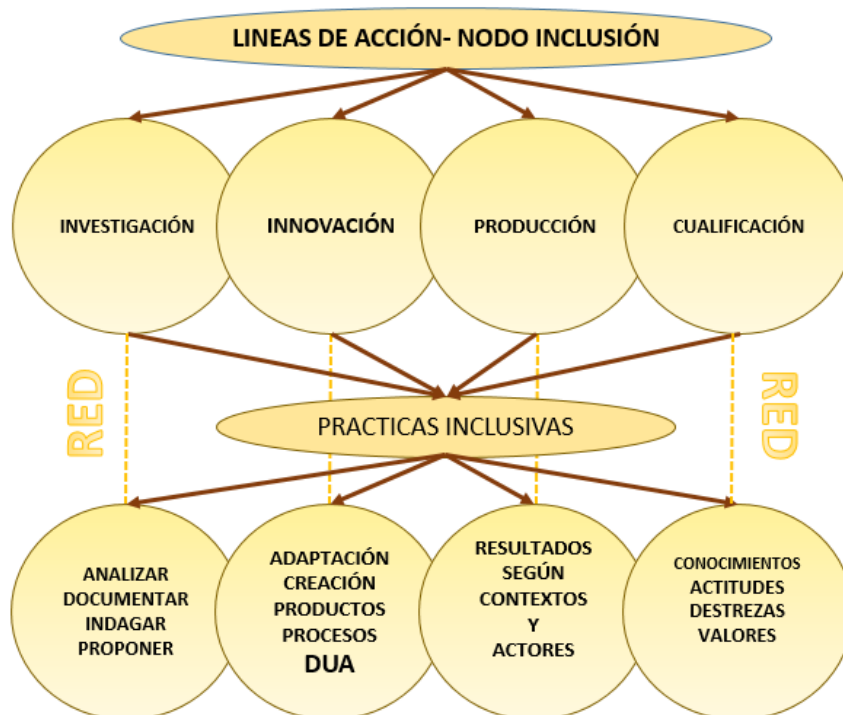 LINEAS DE ACCIÓN- NODO INCLUSIÓN
INVESTIGACIÓN
INNOVACIÓN
PRODUCCIÓN
CUALIFICACIÓN
RED
RED
PRACTICAS INCLUSIVAS
ANALIZAR
DOCUMENTAR
INDAGAR
PROPONER
ADAPTACIÓN
CREACIÓN
PRODUCTOS
PROCESOS
DUA
RESULTADOS
SEGÚN
CONTEXTOS
Y
ACTORES
CONOCIMIENTOS
ACTITUDES
DESTREZAS
VALORES